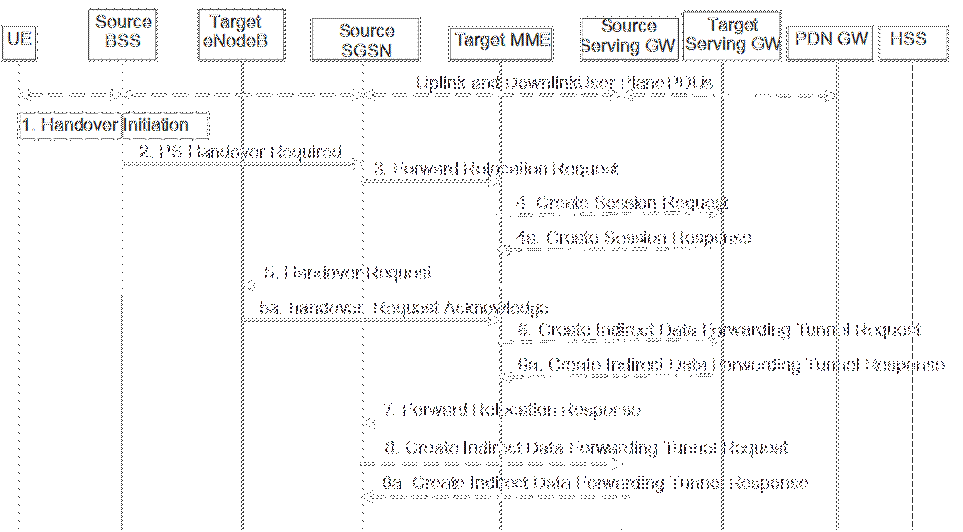 UE
Source
BSS
Target
eNodeB
Source
SGSN
Target MME
Source
Serving GW
Target
Serving GW
PDN GW
HSS
Uplink and Downlink User Plane PDUs
1. Handover Initiation
2. PS Handover Required
3. Forward Relocation Request
4. Create Session Request
4a. Create Session Response
5. Handover Request
5a. Handover Request Acknowledge
6. Create Indirect Data Forwarding Tunnel Request
6a. Create Indirect Data Forwarding Tunnel Response
7. Forward Relocation Response
8. Create Indirect Data Forwarding Tunnel Request
8a. Create Indirect Data Forwarding Tunnel Response